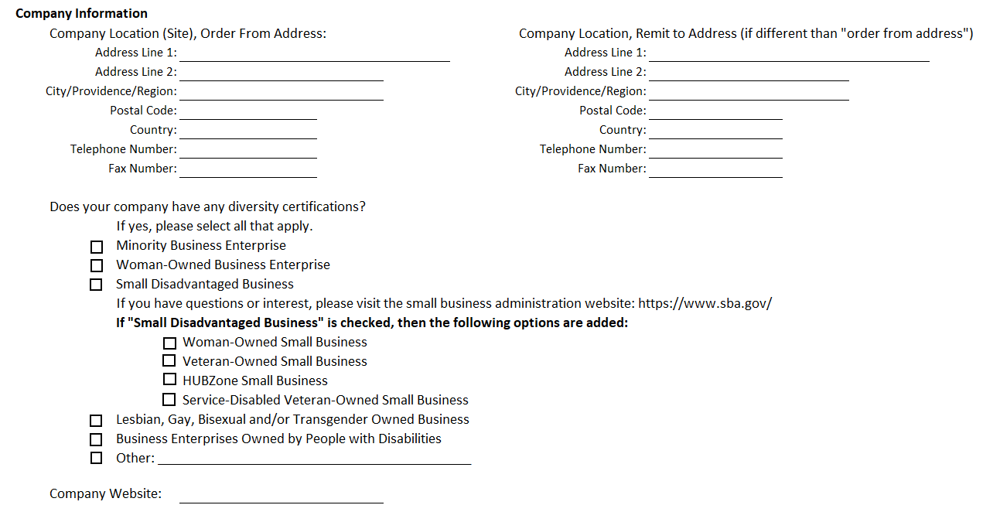 Company Information
Company Location (Site), Order From Address:
Address Line 1:
Address Line 2:
City/Providence/Region:
Postal Code:
Country:
Telephone Number:
Fax Number:
Company Location, Remit to Address (if different than "order from address")
Address Line 1:
Address Line 2:
City/Providence/Region:
Postal Code:
Country:
Telephone Number:
Fax Number:
Does your company have any diversity certifications?
If yes, please select all that apply.
Minority Business Enterprise
Woman-Owned Business Enterprise
Small Disadvantaged Business
If you have questions or interest, please visit the small business administration website: https://www.sba.gov/
If "Small Disadvantaged Business" is checked, then the following options are added:
Woman-Owned Small Business
Veteran-Owned Small Business
HUBZone Small Business
Service-Disabled Veteran-Owned Small Business
Lesbian, Gay, Bisexual and/or Transgender Owned Business
Business Enterprises Owned by People with Disabilities
Other:
Company Website: